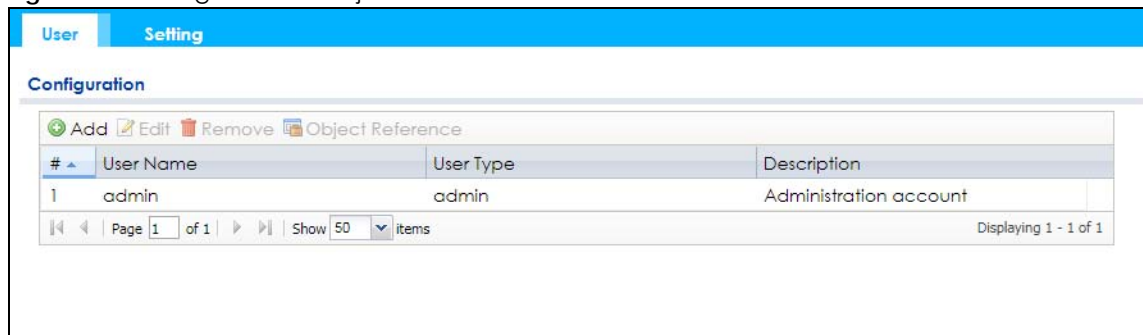 User Setting
Configuration
Add Edit Remove Object Reference
# User Name User Type Description
1 admin admin Administration account
Page 1 of 1 Show 50 items Displaying 1 - 1 of 1